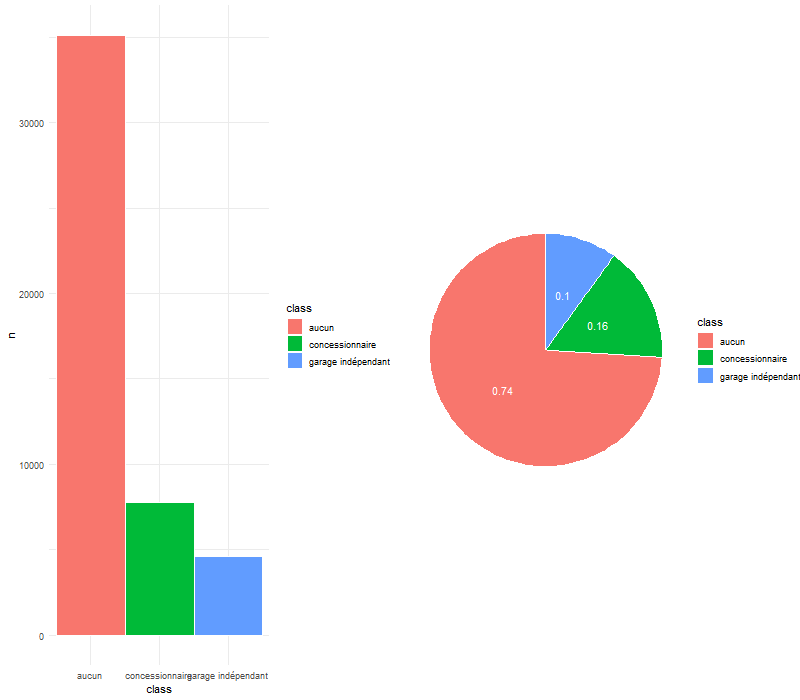 30000
20000
10000
0
n
aucun
concessionnaire
garage indépendant
class
class
aucun
concessionnaire
garage indépendant
0.1
0.16
0.74
class
aucun
concessionnaire
garage indépendant